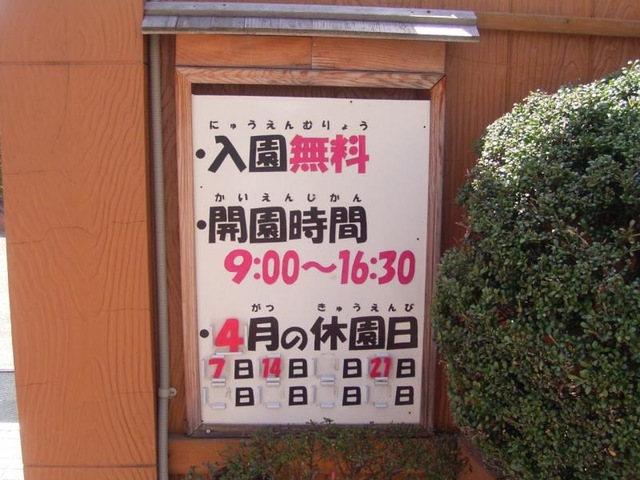 にゅうえんむりょう
・入園無料
かいえんじかん
・開園時間
9:00～16:30
がつ きゅうえんび
・4月の休園日
7日 14日 日 21日
日 日 日 日